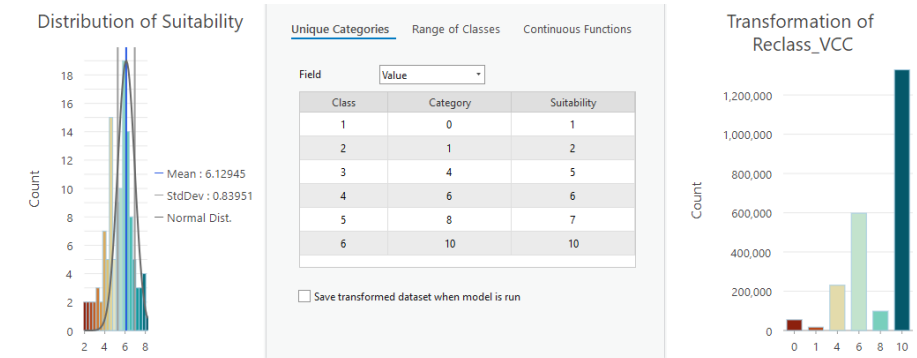 Distribution of Suitability
18
16
14
12
10
8
6
4
2
0
Count
2 4 6 8
Mean : 6.12945
StdDev : 0.83951
Normal Dist.
Unique Categories Range of Classes Continuous Functions
Field Value
Class Category Suitability
1 0 1
2 1 2
3 4 5
4 6 6
5 8 7
6 10 10
Save transformed dataset when model is run
Transformation of
Reclass_VCC
1,200,000
1,000,000
800,000
600,000
400,000
200,000
0
Count
0 1 4 6 8 10